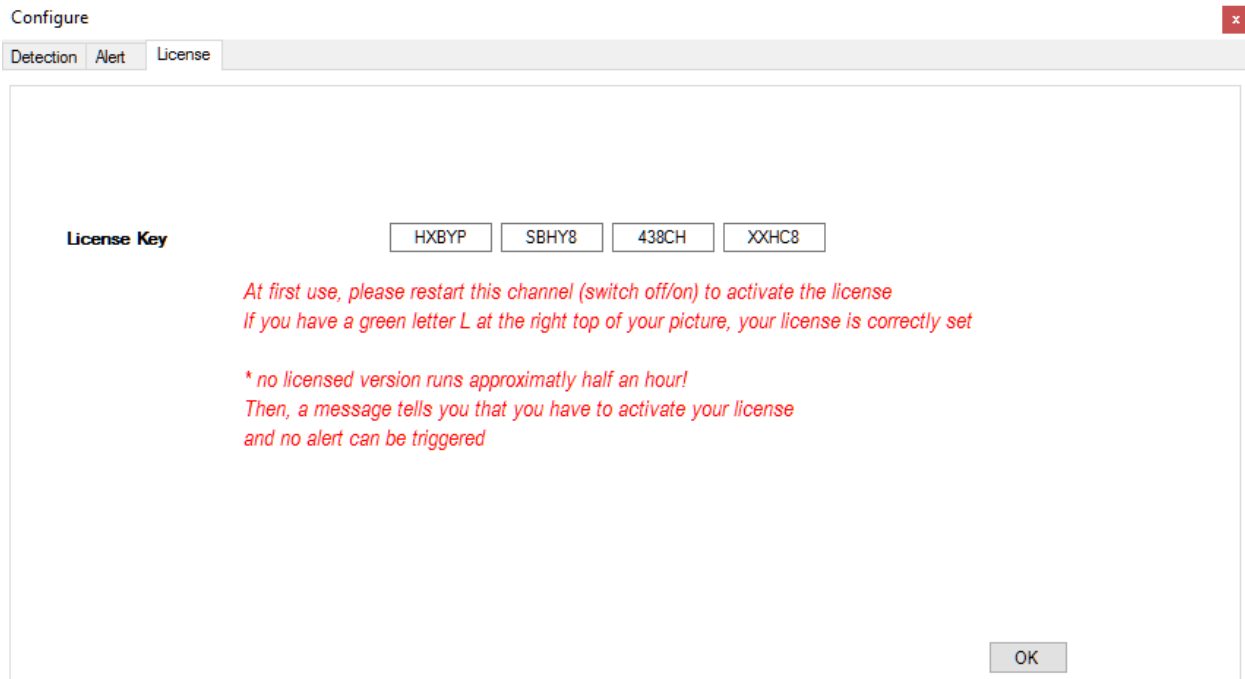 Configure
x
Detection Alert License
License Key HXBYP SBHY8 438CH XXHC8
At first use, please restart this channel (switch off/on) to activate the license
If you have a green letter L at the right top of your picture, your license is correctly set
* no licensed version runs approximatly half an hour!
Then, a message tells you that you have to activate your license
and no alert can be triggered
OK